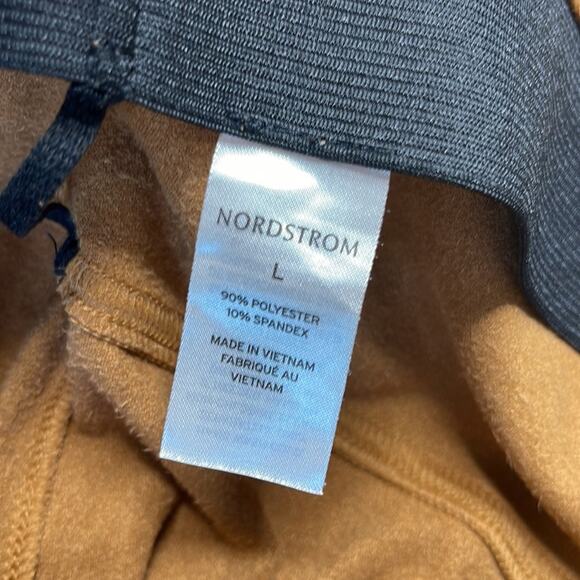 NORDSTROM
L
90% POLYESTER
10% SPANDEX
MADE IN VIETNAM
FABRIQUÉ AU
VIETNAM